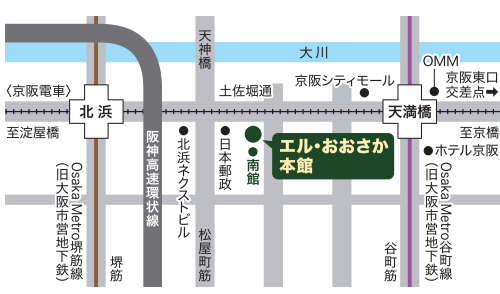 天神橋
大川
OMM
〈京阪電車〉
北浜
土佐堀通
京阪シティモール
天満橋
京阪東口
交差点➡
至淀屋橋
至京橋
阪神高速環状線
北浜ネクストビル
日本郵政
南館
エル・おおさか
本館
ホテル京阪
Osaka Metro堺筋線
（旧大阪市営地下鉄）
堺筋
松屋町筋
谷町筋
Osaka Metro谷町線
（旧大阪市営地下鉄）